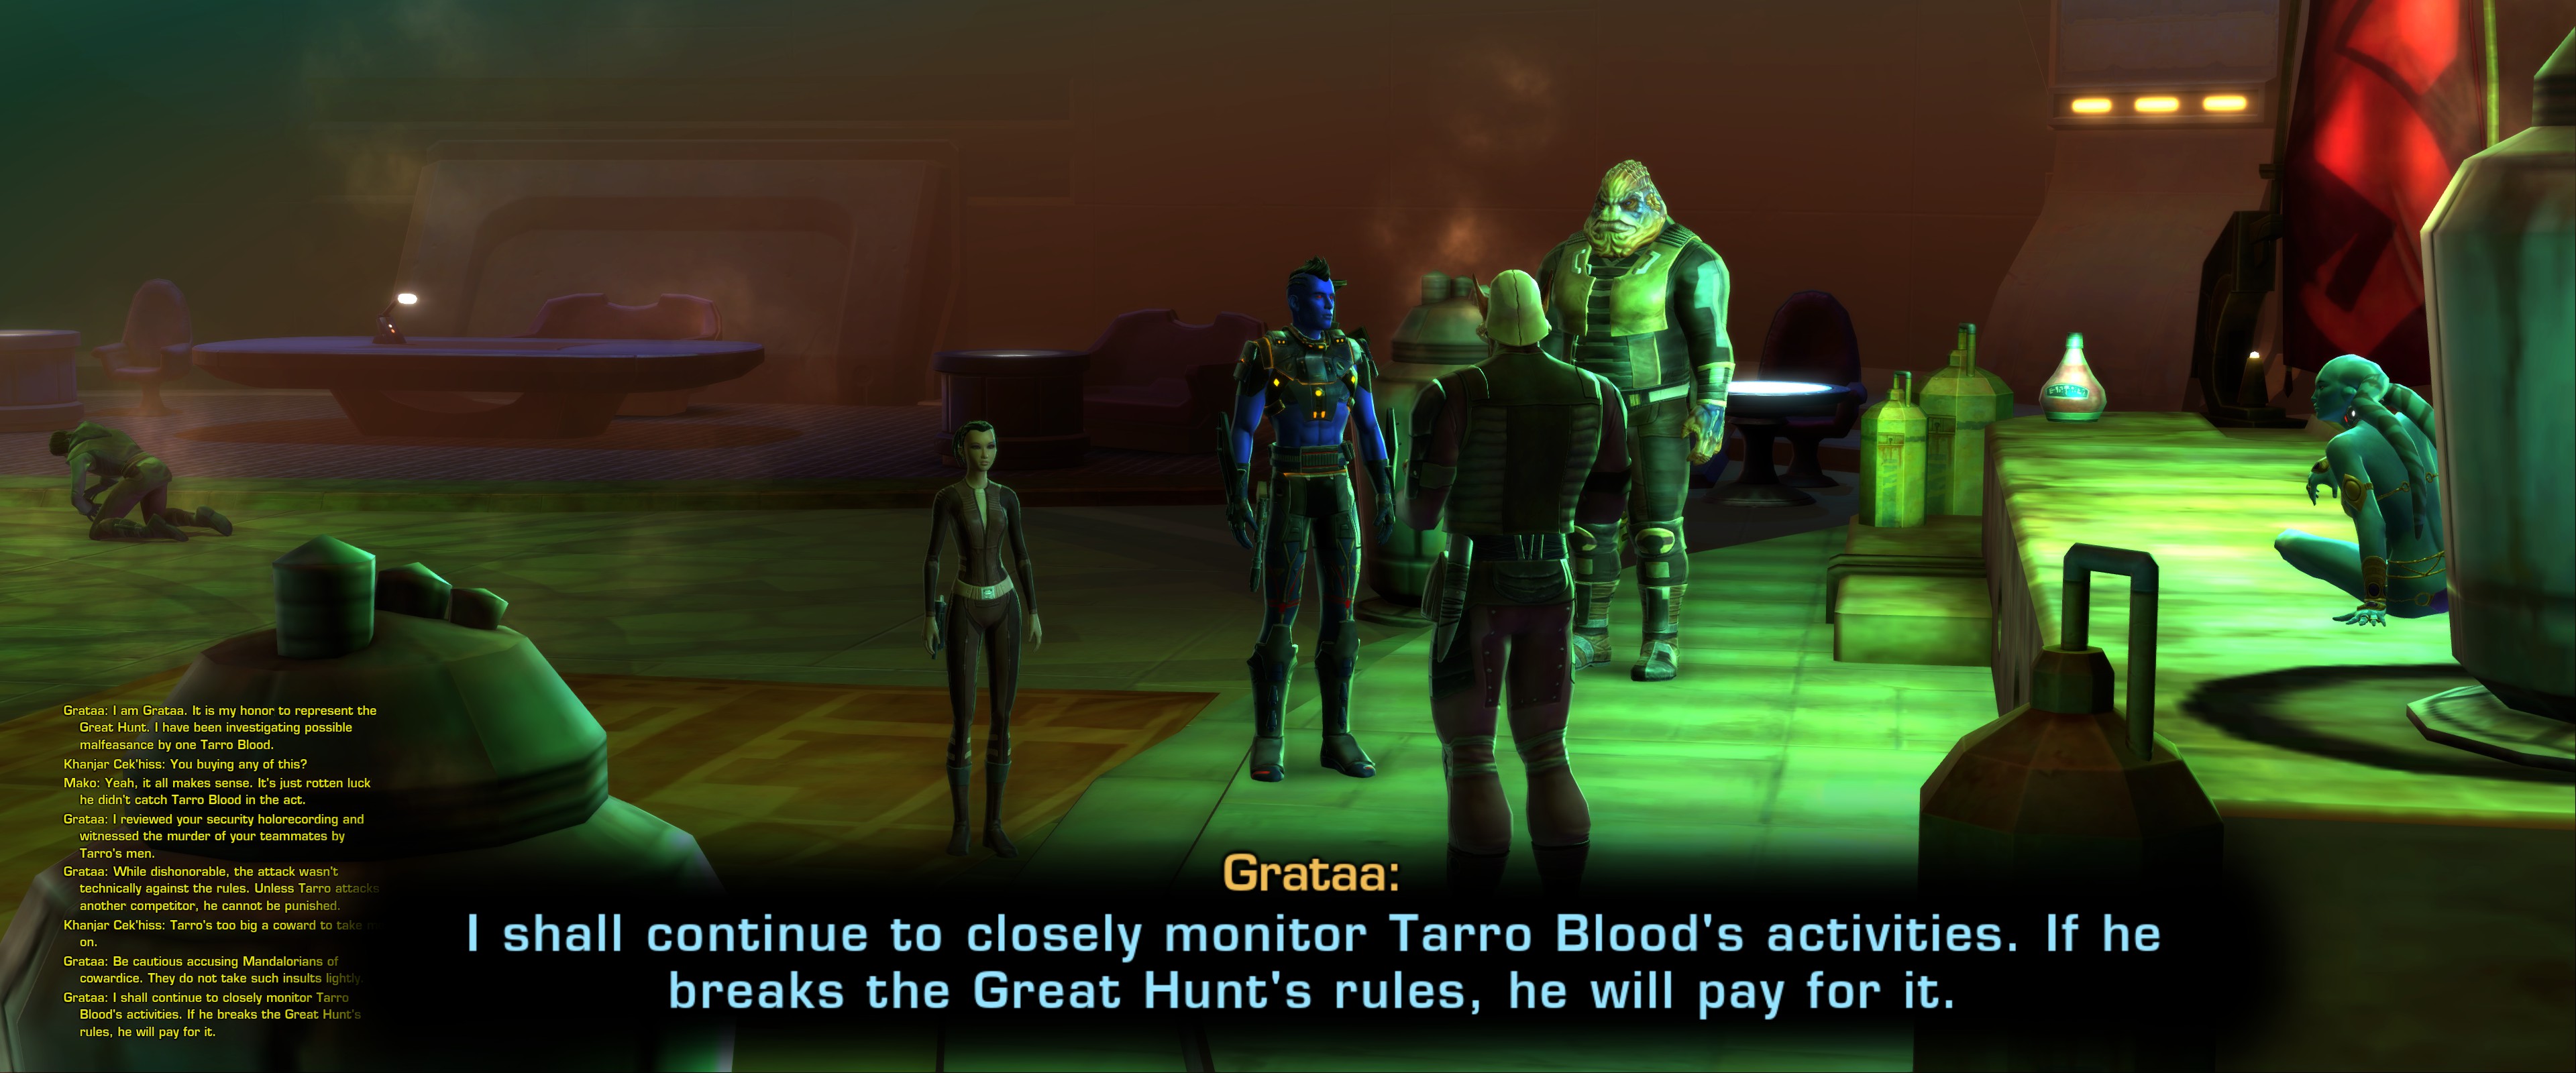 Grataa: I am Grataa. It is my honor to represent the
Great Hunt. I have been investigating possible
malfeasance by one Tarro Blood.
Khanjar Cek'hiss: You buying any of this?
Mako: Yeah, it all makes sense. It's just rotten luck
he didn't catch Tarro Blood in the act.
Grataa: I reviewed your security holorecording and
witnessed the murder of your teammates by
Tarro's men.
Grataa: While dishonorable, the attack wasn't
technically against the rules. Unless Tarro attacks
another competitor, he cannot be punished.
Khanjar Cek'hiss: Tarro's too big a coward to take
on.
Grataa: Be cautious accusing Mandalorians of
cowardice. They do not take such insults lightly.
Grataa: I shall continue to closely monitor Tarro
Blood's activities. If he breaks the Great Hunt's
rules, he will pay for it.
Grataa:
I shall continue to closely monitor Tarro Blood's activities. If he
breaks the Great Hunt's rules, he will pay for it.